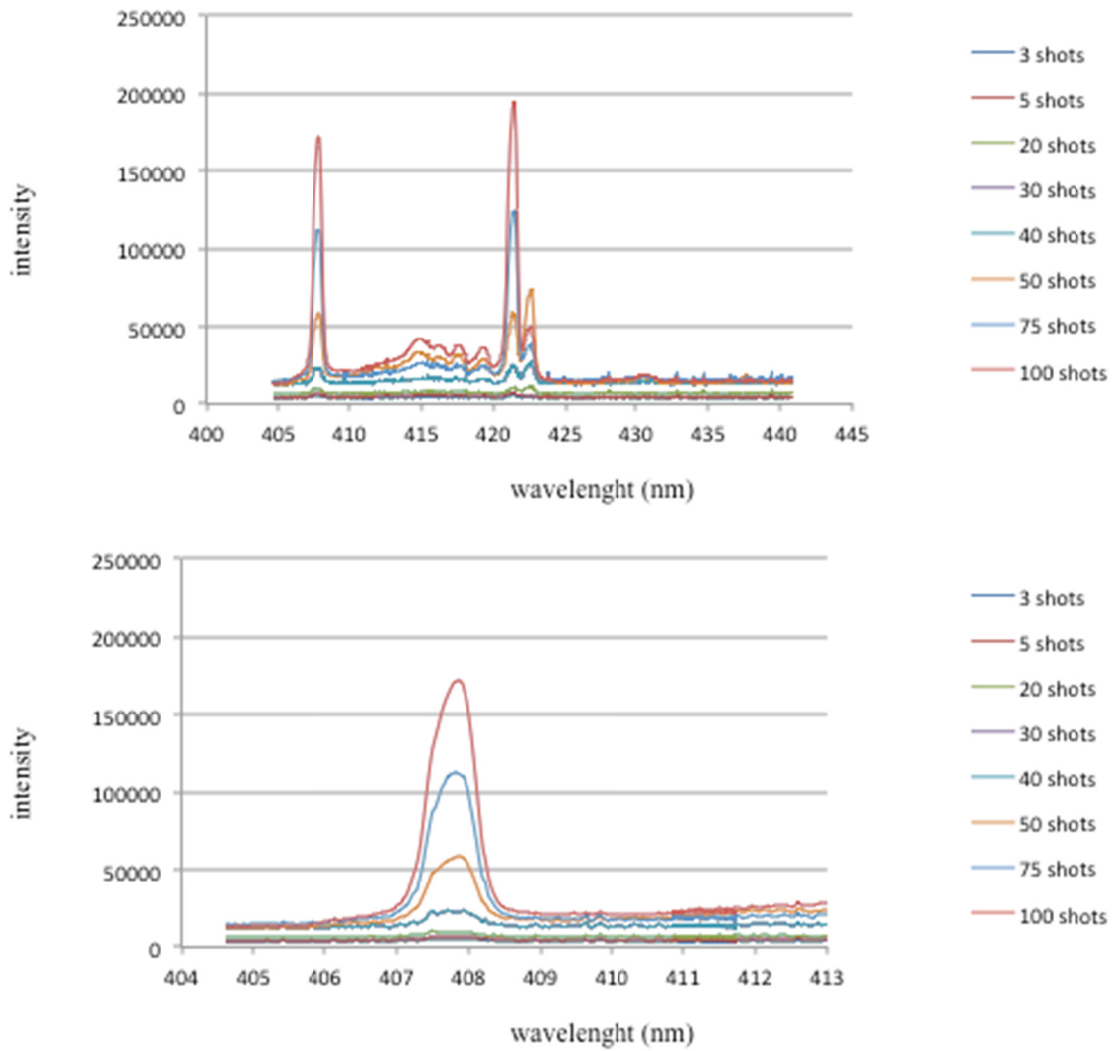 250000
200000
150000
100000
50000
0
intensity
400 405 410 415 420 425 430 435 440 445
wavelenght (nm)
3 shots
5 shots
20 shots
30 shots
40 shots
50 shots
75 shots
100 shots
250000
200000
150000
100000
50000
0
intensity
404 405 406 407 408 409 410 411 412 413
wavelenght (nm)
3 shots
5 shots
20 shots
30 shots
40 shots
50 shots
75 shots
100 shots